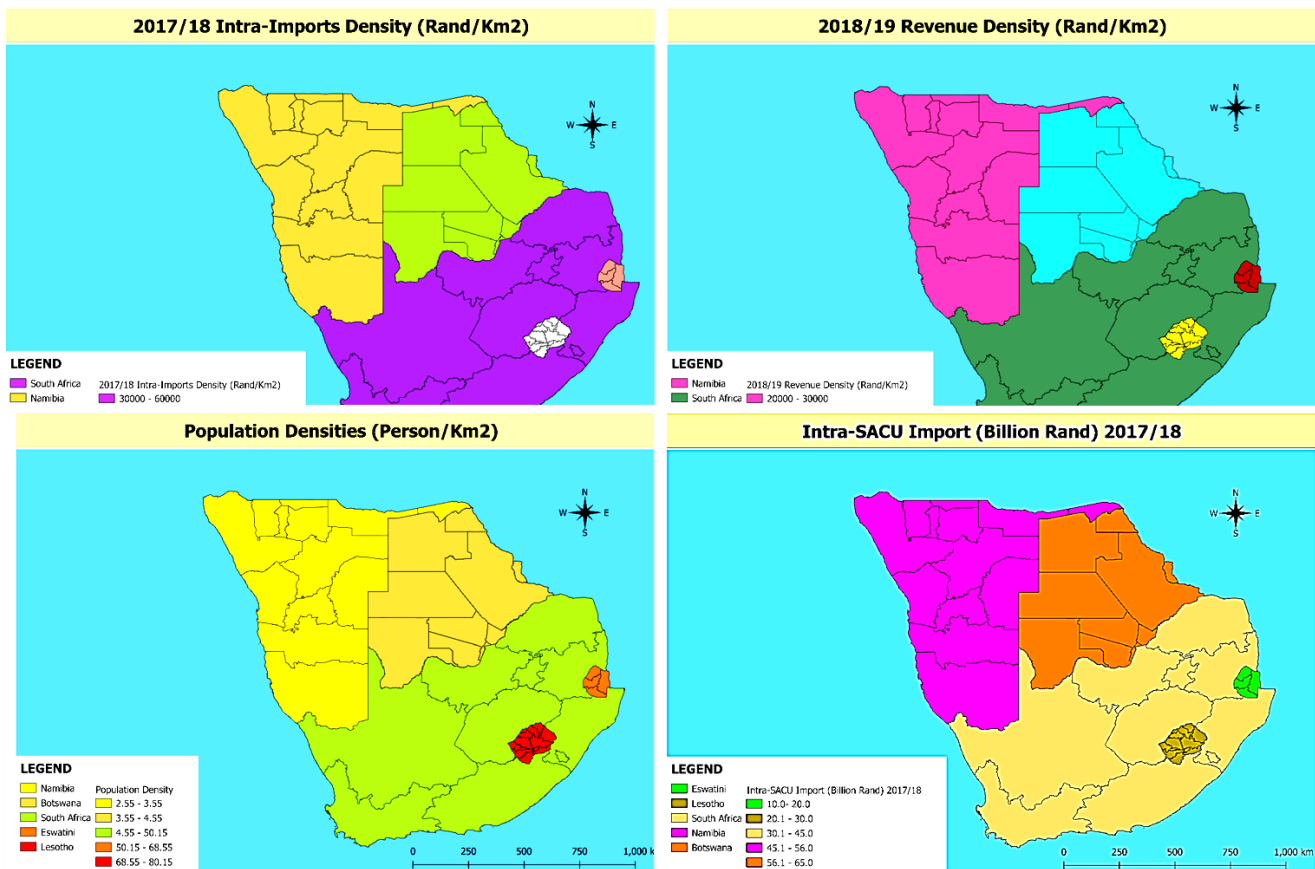 2017/18 Intra-Imports Density (Rand/Km2)
N
W E
S
LEGEND
South Africa 2017/18 Intra-Imports Density (Rand/Km2)
Namibia 30000 - 60000
2018/19 Revenue Density (Rand/Km2)
N
W E
S
LEGEND
Namibia 2018/19 Revenue Density (Rand/Km2)
South Africa 20000 - 30000
Population Densities (Person/Km2)
N
W E
S
LEGEND
Namibia Population Density
Botswana 2.55 - 3.55
South Africa 3.55 - 4.55
Eswatini 4.55 - 50.15
Lesotho 50.15 - 68.55
68.55 - 80.15
0 250 500 750 1,000 km
Intra-SACU Import (Billion Rand) 2017/18
N
W E
S
LEGEND
Eswatini Intra-SACU Import (Billion Rand) 2017/18
Lesotho 10.0- 20.0
South Africa 20.1 - 30.0
Namibia 30.1 - 45.0
Botswana 45.1 - 56.0
56.1 - 65.0
0 250 500 750 1,000 km